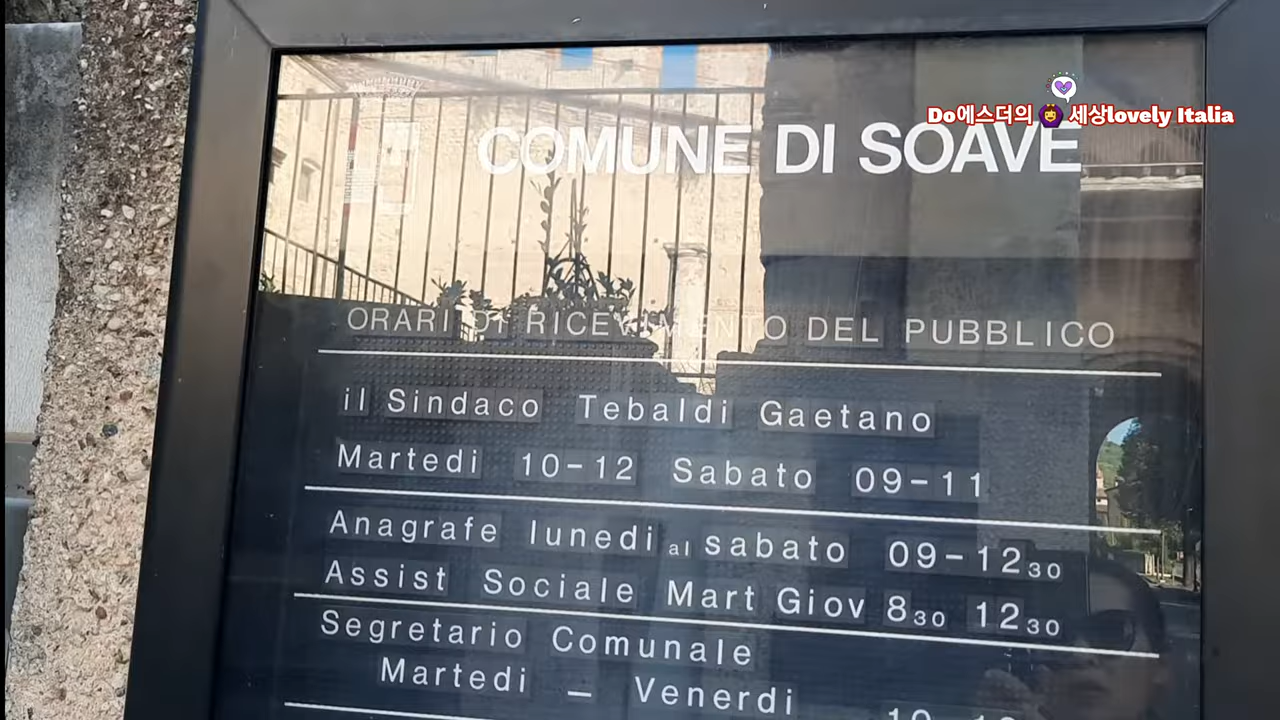 Do에스더의 🙆‍♀️ 세상lovely Italia
COMUNE DI SOAVE
ORARI DI RICEVIMENTO DEL PUBBLICO
il Sindaco Tebaldi Gaetano
Martedi 10-12 Sabato 09-11
Anagrafe lunedi al sabato 09-12 30
Assist Sociale Mart Giov 8 30 12 30
Segretario Comunale
Martedi - Venerdi